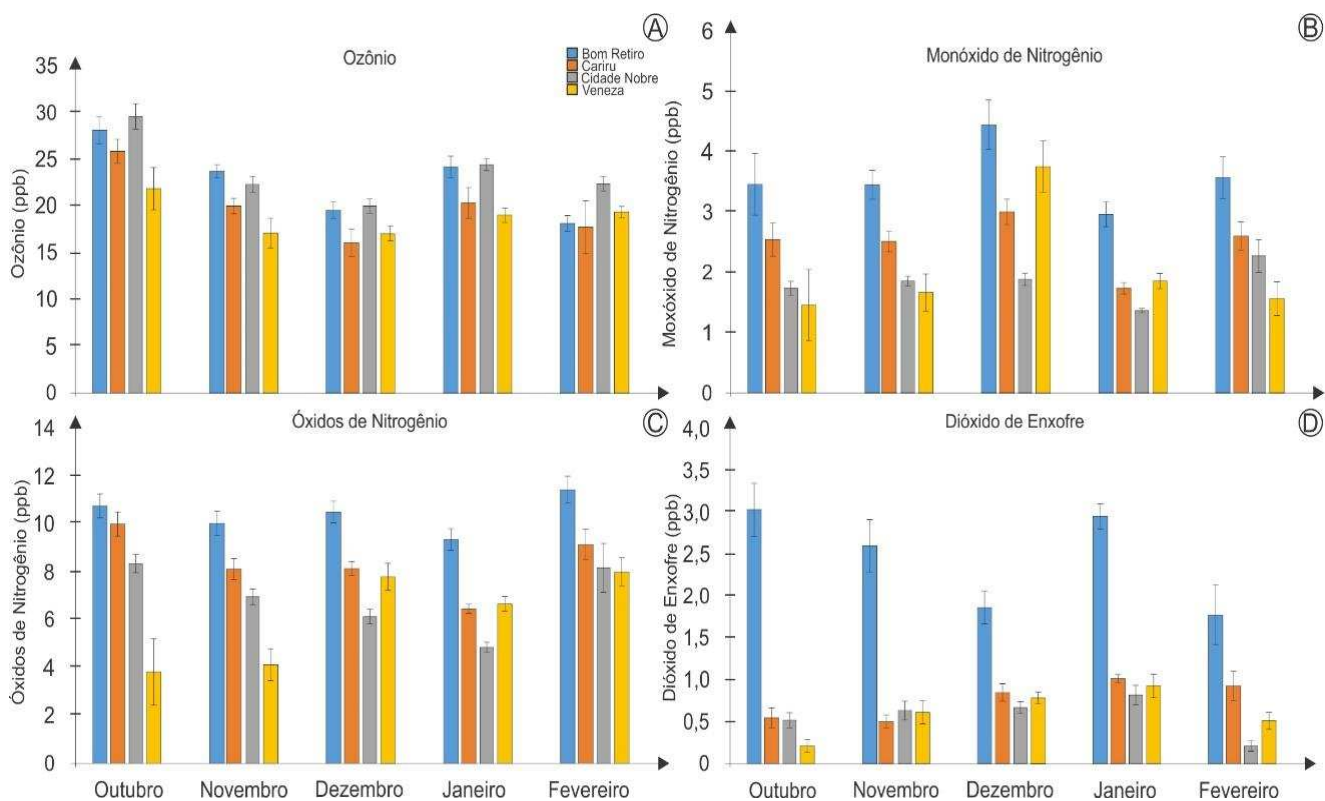 Ⓐ
Ozônio
Bom Retiro
Cariru
Cidade Nobre
Veneza
Ozônio (ppb)
35
30
25
20
15
10
5
0
Ⓑ
Monóxido de Nitrogênio
Moxóxido de Nitrogênio (ppb)
6
5
4
3
2
1
0
Ⓒ
Óxidos de Nitrogênio
Óxidos de Nitrogênio (ppb)
14
12
10
8
6
4
2
0
Outubro Novembro Dezembro Janeiro Fevereiro
Ⓓ
Dióxido de Enxofre
Dióxido de Enxofre (ppb)
4,0
3,5
3,0
2,5
2,0
1,5
1,0
0,5
0
Outubro Novembro Dezembro Janeiro Fevereiro